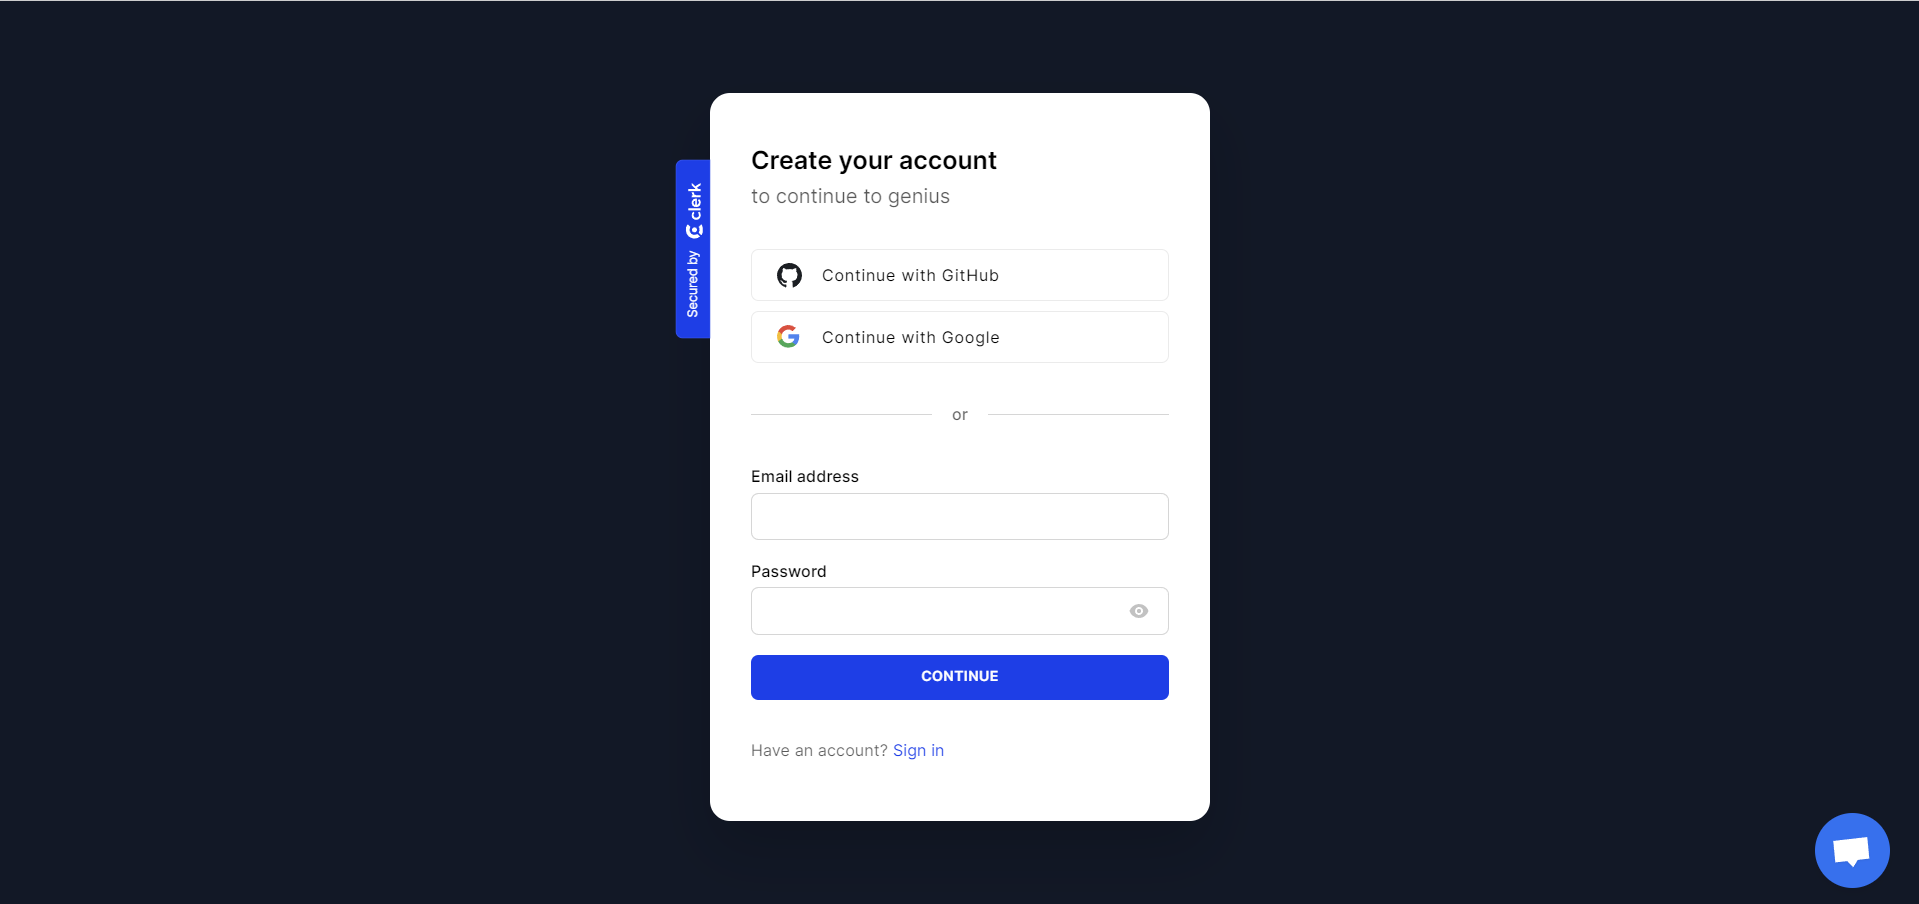 Create your account
to continue to genius
Secured by clerk
Continue with GitHub
Continue with Google
or
Email address
Password
CONTINUE
Have an account? Sign in